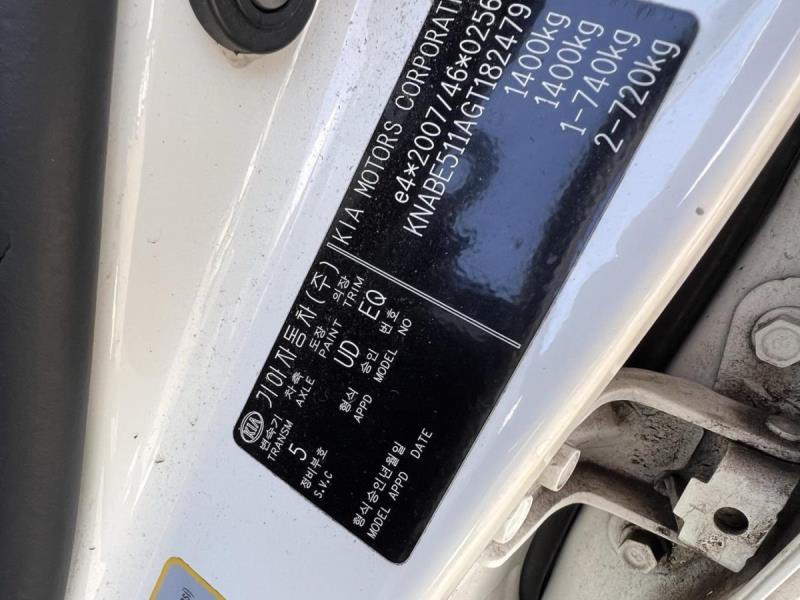 KIA 기아자동차(주) KIA MOTORS CORPORATI
변속기 차축 도장 의장
TRANSM AXLE PAINT TRIM
5 UD EQ
정비부호 형식 승인 번호
S.V.C APPD MODEL NO
형식승인년월일
MODEL APPD DATE
e4*2007/46*0256
KNABE511AGT182479
1400kg
1400kg
1-740kg
2-720kg